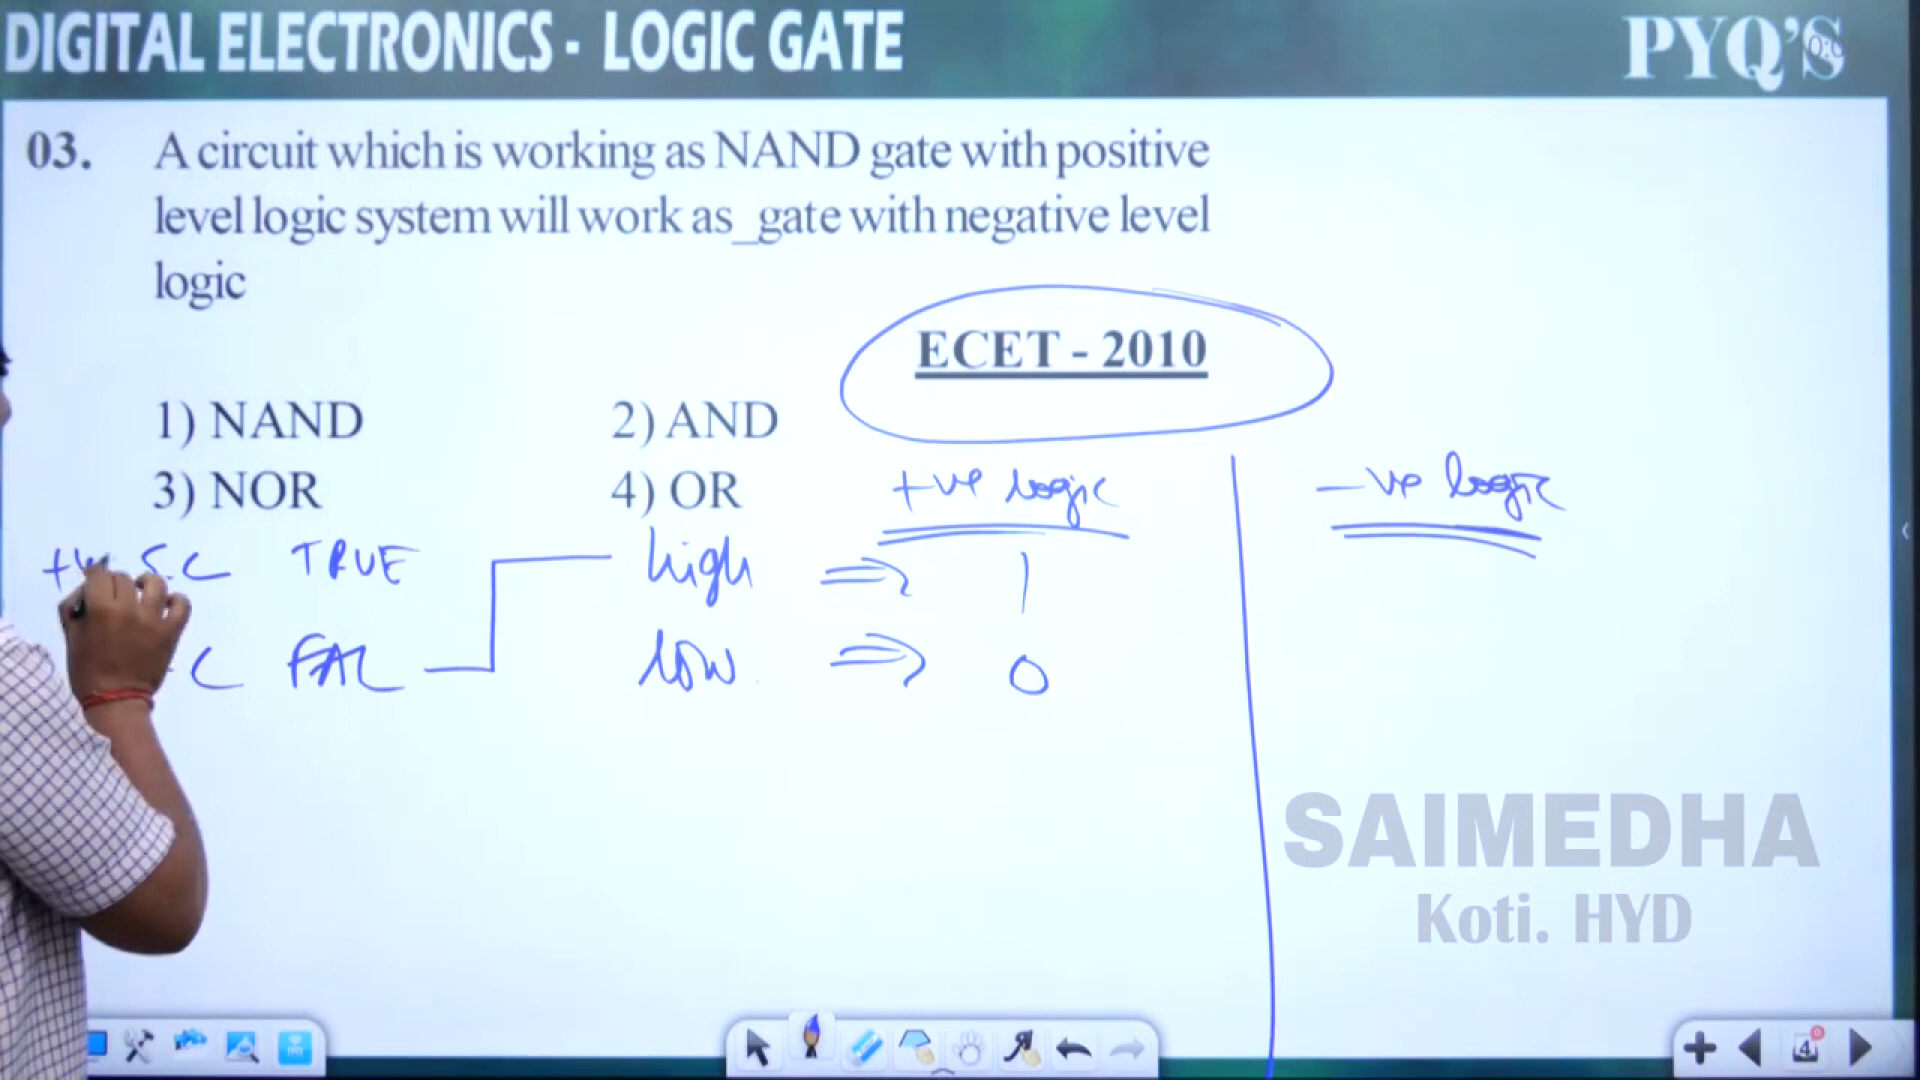 DIGITAL ELECTRONICS - LOGIC GATE
PYQ'S
03. A circuit which is working as NAND gate with positive
level logic system will work as_gate with negative level
logic
ECET - 2010
1) NAND 2) AND
3) NOR 4) OR
+ve logic
-ve logic
S.C TRUE high ⇒ 1
C FAL low ⇒ 0
SAIMEDHA
Koti. HYD
4